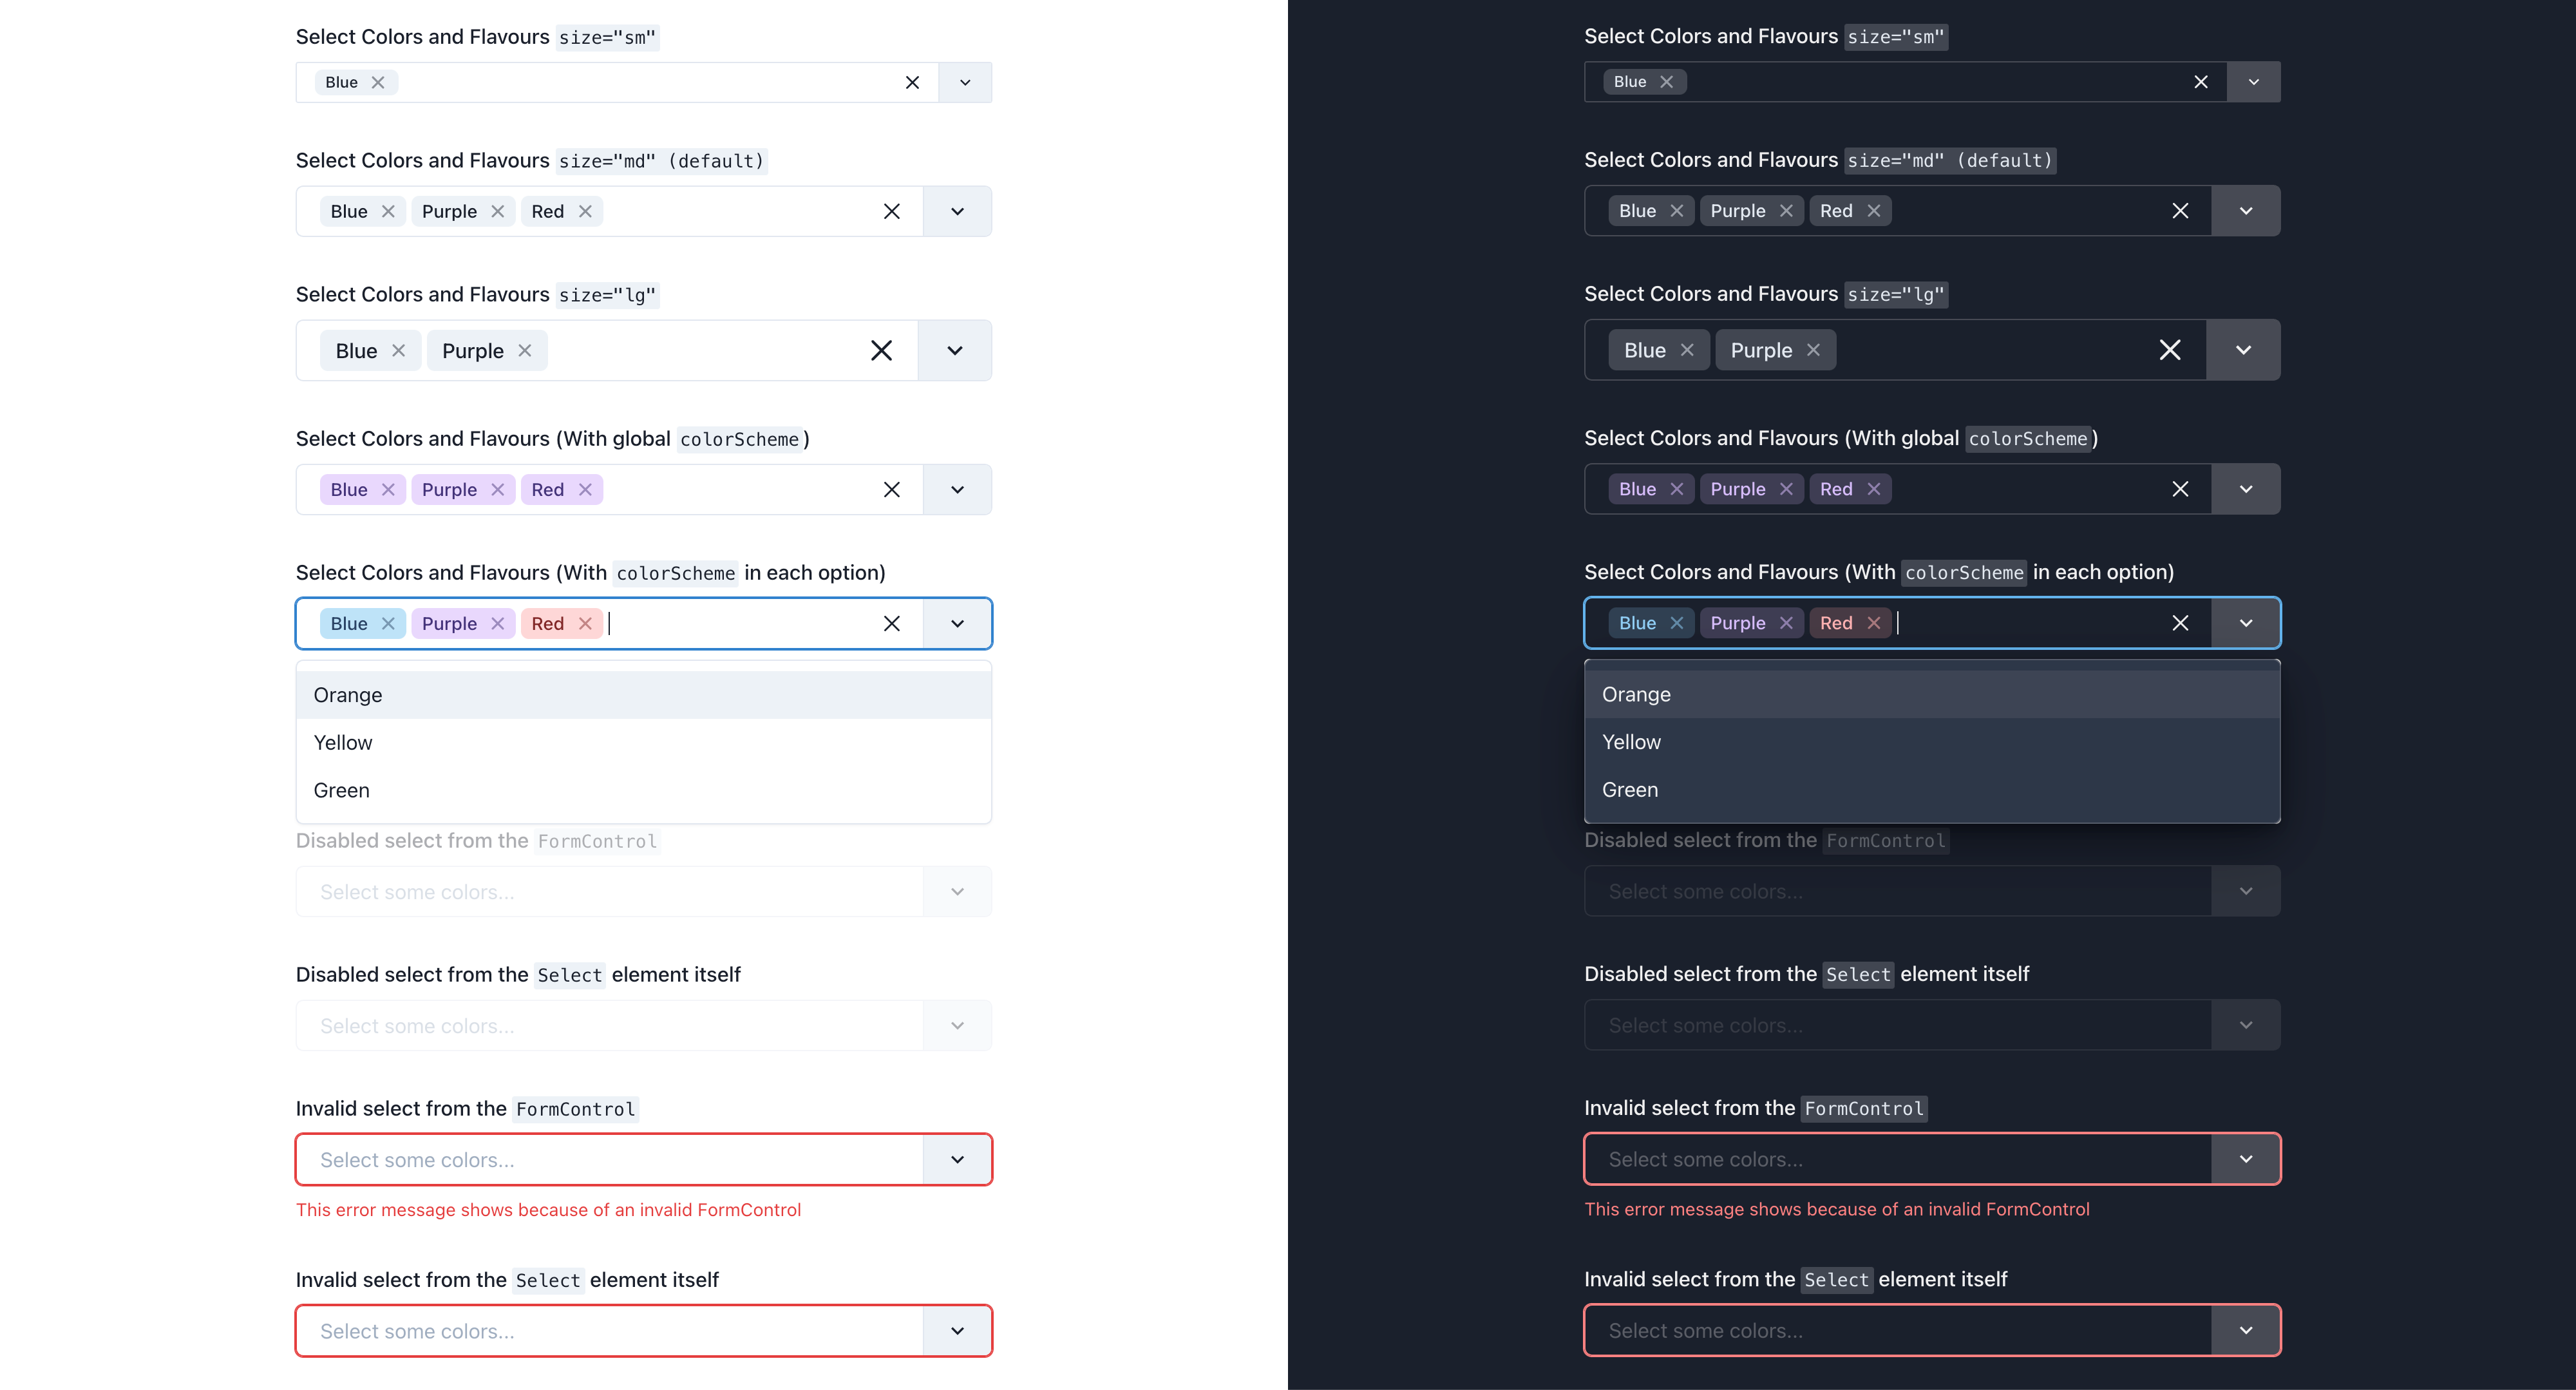 Select Colors and Flavours size="sm"
Blue
Select Colors and Flavours size="md" (default)
Blue Purple Red
Select Colors and Flavours size="lg"
Blue Purple
Select Colors and Flavours (With global colorScheme)
Blue Purple Red
Select Colors and Flavours (With colorScheme in each option)
Blue Purple Red
Orange
Yellow
Green
Disabled select from the FormControl
Select some colors...
Disabled select from the Select element itself
Select some colors...
Invalid select from the FormControl
Select some colors...
This error message shows because of an invalid FormControl
Invalid select from the Select element itself
Select some colors...
Select Colors and Flavours size="sm"
Blue
Select Colors and Flavours size="md" (default)
Blue Purple Red
Select Colors and Flavours size="lg"
Blue Purple
Select Colors and Flavours (With global colorScheme)
Blue Purple Red
Select Colors and Flavours (With colorScheme in each option)
Blue Purple Red
Orange
Yellow
Green
Disabled select from the FormControl
Select some colors...
Disabled select from the Select element itself
Select some colors...
Invalid select from the FormControl
Select some colors...
This error message shows because of an invalid FormControl
Invalid select from the Select element itself
Select some colors...